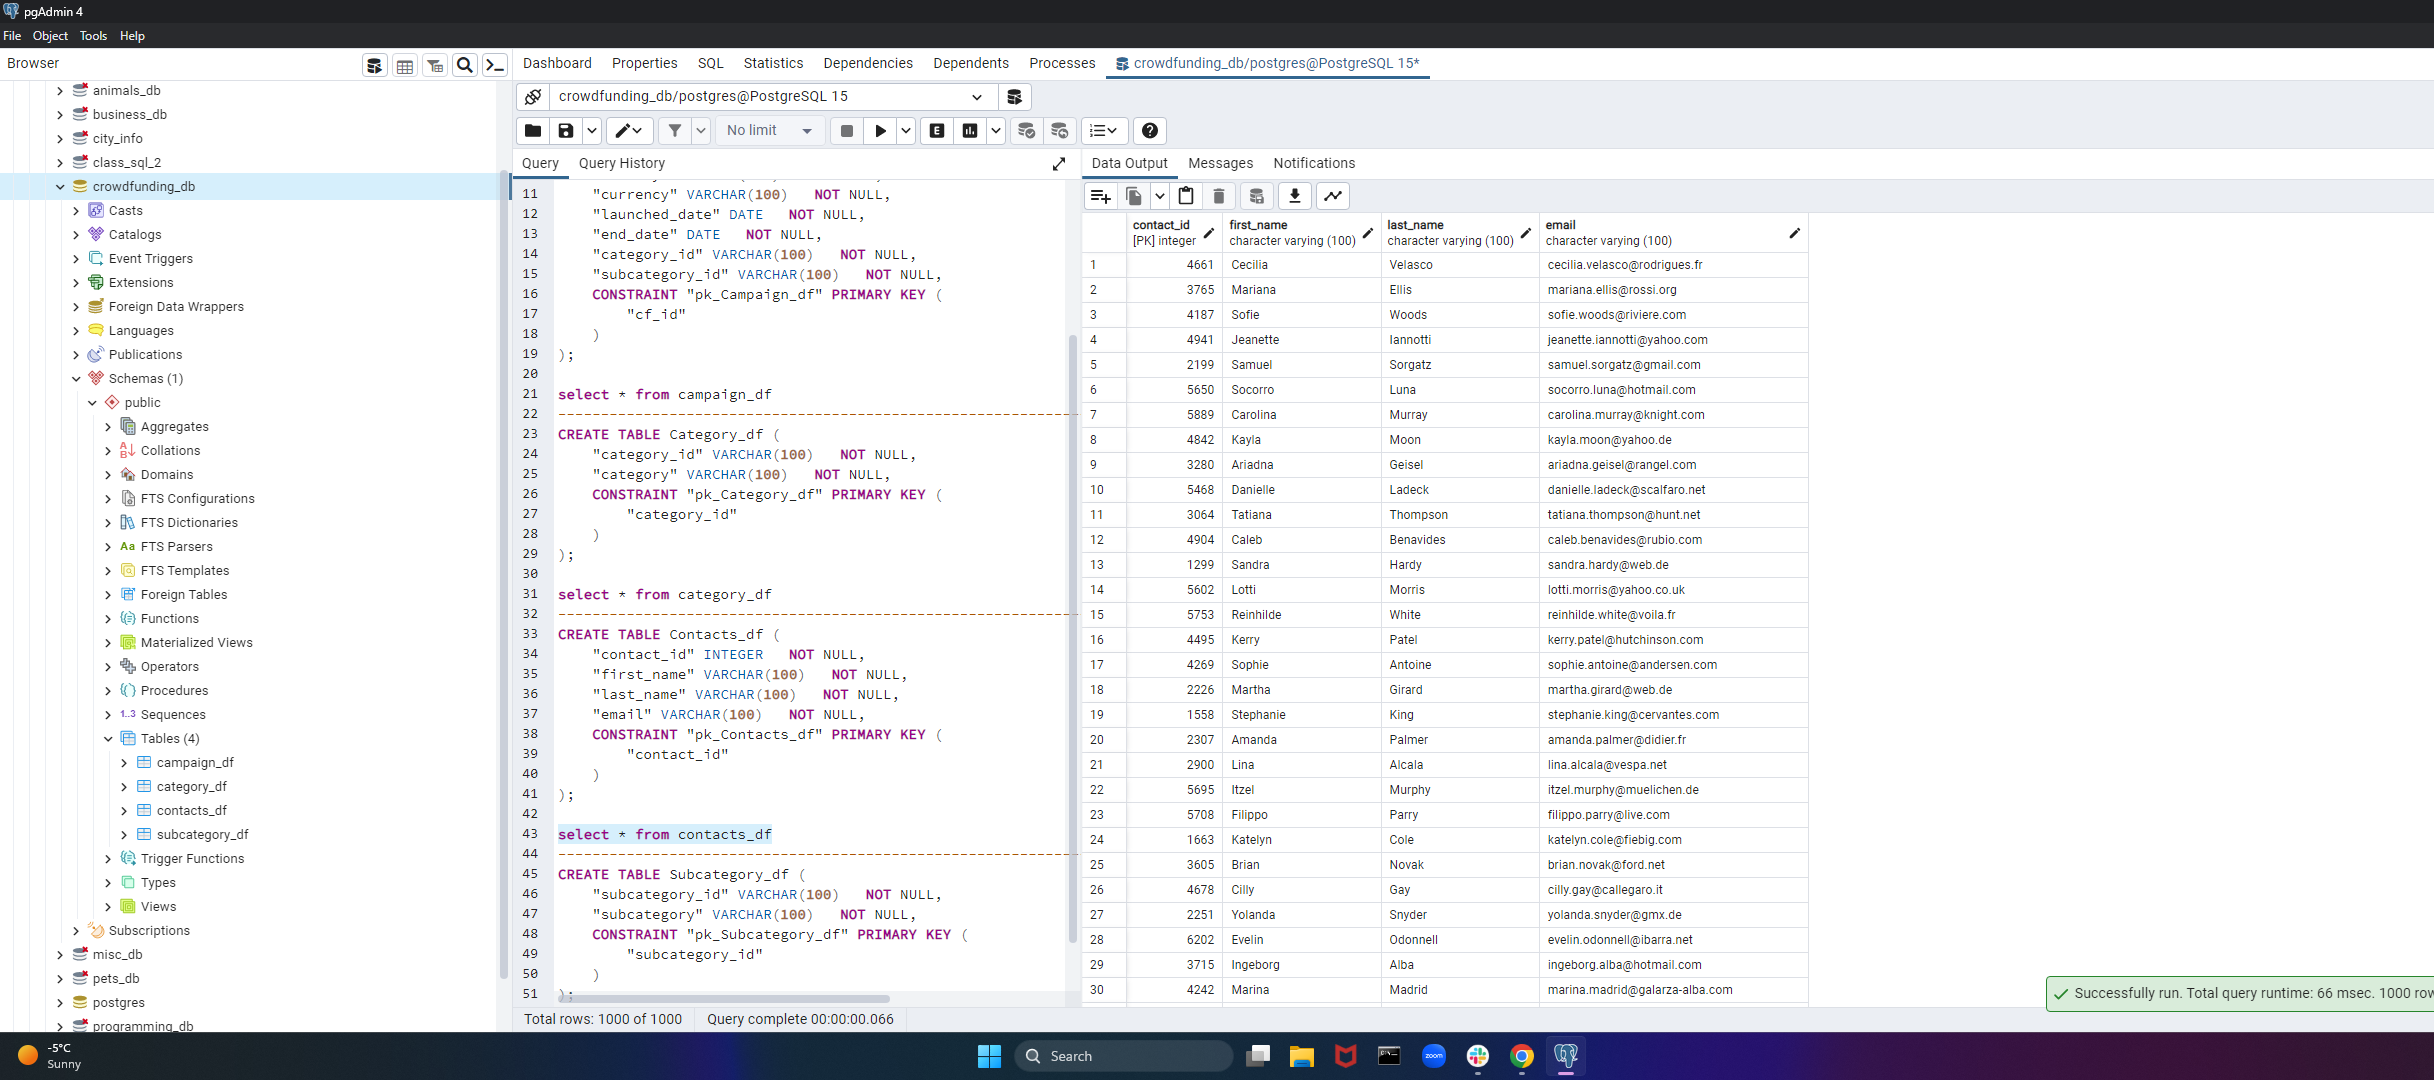 pgAdmin 4
File Object Tools Help
Browser
Dashboard Properties SQL Statistics Dependencies Dependents Processes crowdfunding_db/postgres@PostgreSQL 15*
animals_db
business_db
city_info
class_sql_2
crowdfunding_db
Casts
Catalogs
Event Triggers
Extensions
Foreign Data Wrappers
Languages
Publications
Schemas (1)
public
Aggregates
Collations
Domains
FTS Configurations
FTS Dictionaries
Aa FTS Parsers
FTS Templates
Foreign Tables
Functions
Materialized Views
Operators
Procedures
1..3 Sequences
Tables (4)
campaign_df
category_df
contacts_df
subcategory_df
Trigger Functions
Types
Views
Subscriptions
misc_db
pets_db
postgres
programming_db
crowdfunding_db/postgres@PostgreSQL 15
No limit
E
Query Query History
11 "currency" VARCHAR(100) NOT NULL,
12 "launched_date" DATE NOT NULL,
13 "end_date" DATE NOT NULL,
14 "category_id" VARCHAR(100) NOT NULL,
15 "subcategory_id" VARCHAR(100) NOT NULL,
16 CONSTRAINT "pk_Campaign_df" PRIMARY KEY (
17 "cf_id"
18 )
19 );
20
21 select * from campaign_df
22 -------------------------------------------------------------
23 CREATE TABLE Category_df (
24 "category_id" VARCHAR(100) NOT NULL,
25 "category" VARCHAR(100) NOT NULL,
26 CONSTRAINT "pk_Category_df" PRIMARY KEY (
27 "category_id"
28 )
29 );
30
31 select * from category_df
32 -------------------------------------------------------------
33 CREATE TABLE Contacts_df (
34 "contact_id" INTEGER NOT NULL,
35 "first_name" VARCHAR(100) NOT NULL,
36 "last_name" VARCHAR(100) NOT NULL,
37 "email" VARCHAR(100) NOT NULL,
38 CONSTRAINT "pk_Contacts_df" PRIMARY KEY (
39 "contact_id"
40 )
41 );
42
43 select * from contacts_df
44 -------------------------------------------------------------
45 CREATE TABLE Subcategory_df (
46 "subcategory_id" VARCHAR(100) NOT NULL,
47 "subcategory" VARCHAR(100) NOT NULL,
48 CONSTRAINT "pk_Subcategory_df" PRIMARY KEY (
49 "subcategory_id"
50 )
51 );
Data Output Messages Notifications
contact_id first_name last_name email
[PK] integer character varying (100) character varying (100) character varying (100)
1 4661 Cecilia Velasco cecilia.velasco@rodrigues.fr
2 3765 Mariana Ellis mariana.ellis@rossi.org
3 4187 Sofie Woods sofie.woods@riviere.com
4 4941 Jeanette Iannotti jeanette.iannotti@yahoo.com
5 2199 Samuel Sorgatz samuel.sorgatz@gmail.com
6 5650 Socorro Luna socorro.luna@hotmail.com
7 5889 Carolina Murray carolina.murray@knight.com
8 4842 Kayla Moon kayla.moon@yahoo.de
9 3280 Ariadna Geisel ariadna.geisel@rangel.com
10 5468 Danielle Ladeck danielle.ladeck@scalfaro.net
11 3064 Tatiana Thompson tatiana.thompson@hunt.net
12 4904 Caleb Benavides caleb.benavides@rubio.com
13 1299 Sandra Hardy sandra.hardy@web.de
14 5602 Lotti Morris lotti.morris@yahoo.co.uk
15 5753 Reinhilde White reinhilde.white@voila.fr
16 4495 Kerry Patel kerry.patel@hutchinson.com
17 4269 Sophie Antoine sophie.antoine@andersen.com
18 2226 Martha Girard martha.girard@web.de
19 1558 Stephanie King stephanie.king@cervantes.com
20 2307 Amanda Palmer amanda.palmer@didier.fr
21 2900 Lina Alcala lina.alcala@vespa.net
22 5695 Itzel Murphy itzel.murphy@muelichen.de
23 5708 Filippo Parry filippo.parry@live.com
24 1663 Katelyn Cole katelyn.cole@fiebig.com
25 3605 Brian Novak brian.novak@ford.net
26 4678 Cilly Gay cilly.gay@callegaro.it
27 2251 Yolanda Snyder yolanda.snyder@gmx.de
28 6202 Evelin Odonnell evelin.odonnell@ibarra.net
29 3715 Ingeborg Alba ingeborg.alba@hotmail.com
30 4242 Marina Madrid marina.madrid@galarza-alba.com
Successfully run. Total query runtime: 66 msec. 1000 row
Total rows: 1000 of 1000 Query complete 00:00:00.066
-5°C
Sunny
Search
zoom